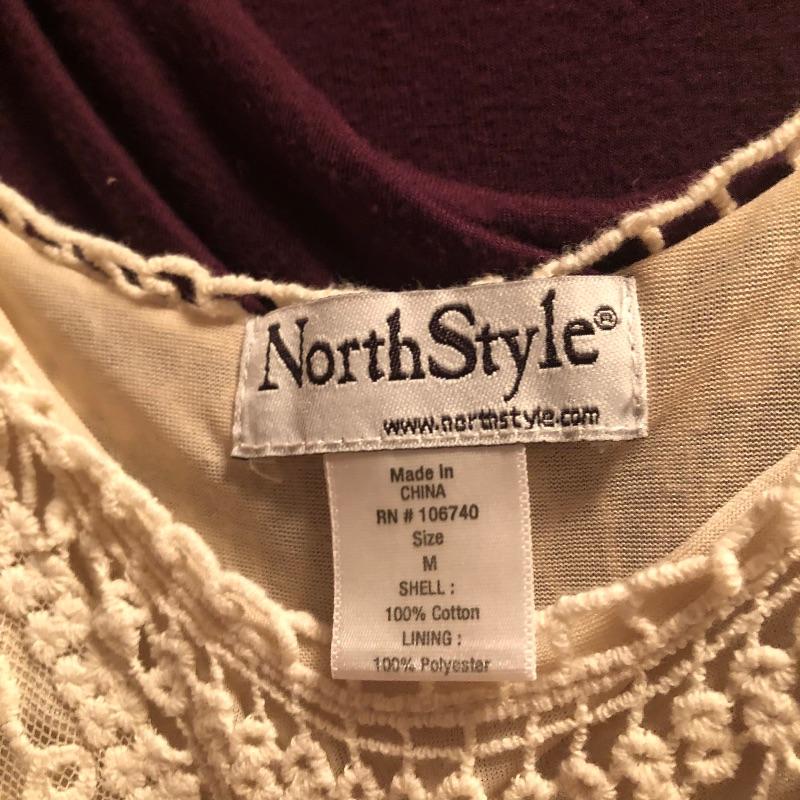 NorthStyle®
www.northstyle.com
Made In
CHINA
RN # 106740
Size
M
SHELL :
100% Cotton
LINING :
100% Polyester